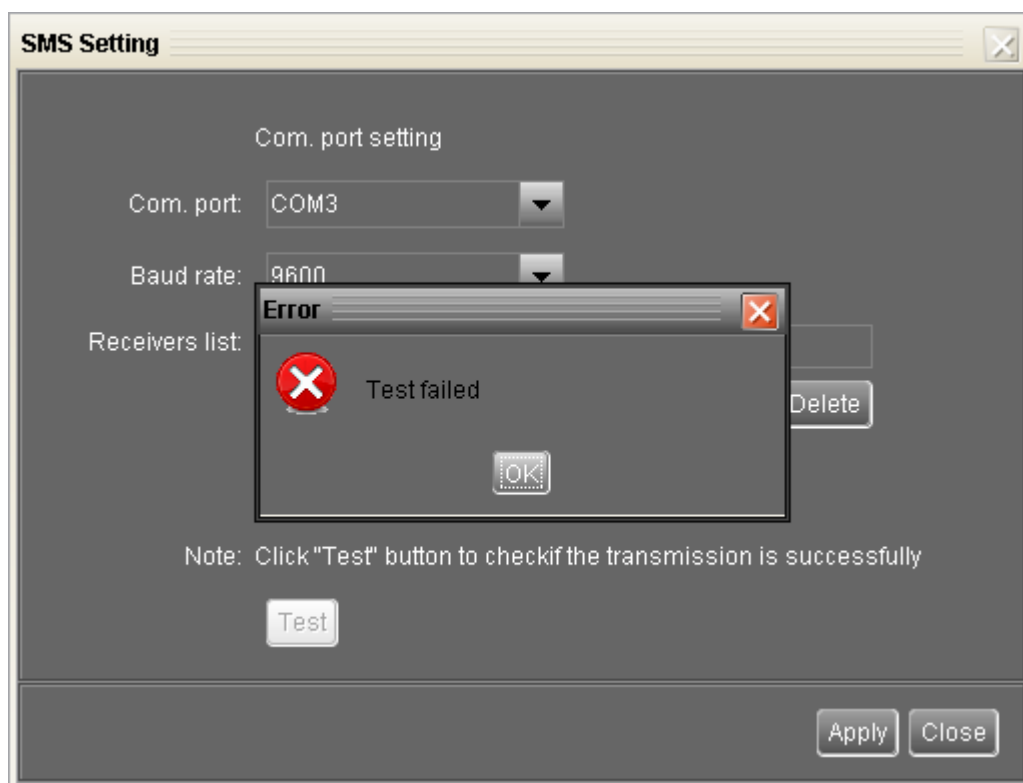 SMS Setting
Com. port setting
Com. port: COM3
Baud rate: 9600
Error
Receivers list:
Test failed
Delete
OK
Note: Click "Test" button to checkif the transmission is successfully
Test
Apply Close